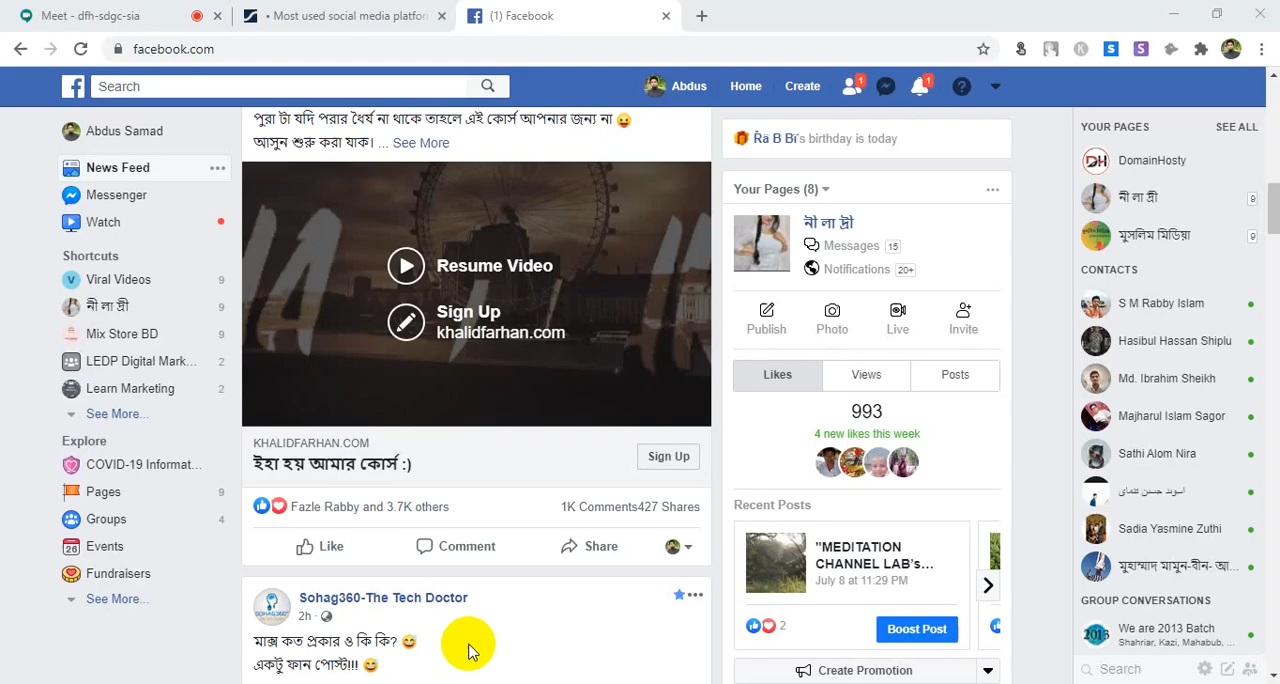 Meet - dfh-sdgc-sia
• Most used social media platfor
(1) Facebook
facebook.com
Search
Abdus
Home
Create
1
1
Abdus Samad
News Feed
Messenger
Watch
Shortcuts
Viral Videos 9
নী লা দ্রী 9
Mix Store BD 9
LEDP Digital Mark... 2
Learn Marketing 2
See More...
Explore
COVID-19 Informat...
Pages 9
Groups 4
Events
Fundraisers
See More...
পুরা টা যদি পরার ধৈর্য না থাকে তাহলে এই কোর্স আপনার জন্য না
আসুন শুরু করা যাক। ... See More
Resume Video
Sign Up
khalidfarhan.com
KHALIDFARHAN.COM
ইহা হয় আমার কোর্স :)
Sign Up
Fazle Rabby and 3.7K others
1K Comments427 Shares
Like
Comment
Share
Sohag360-The Tech Doctor
2h
মাস্ক কত প্রকার ও কি কি?
একটু ফান পোস্ট!!!
R̃ä B Bï's birthday is today
Your Pages (8)
নী লা দ্রী
Messages 15
Notifications 20+
Publish
Photo
Live
Invite
Likes
Views
Posts
993
4 new likes this week
Recent Posts
"MEDITATION
CHANNEL LAB's...
July 8 at 11:29 PM
2
Boost Post
Create Promotion
YOUR PAGES
SEE ALL
DomainHosty
নী লা দ্রী 9
মুসলিম মিডিয়া 9
CONTACTS
S M Rabby Islam
Hasibul Hassan Shiplu
Md. Ibrahim Sheikh
Majharul Islam Sagor
Sathi Alom Nira
Sadia Yasmine Zuthi
মুহাম্মাদ মামুন-বীন- আ...
GROUP CONVERSATIONS
We are 2013 Batch
Shahriar, Kazi, Mahabub, ...
Search